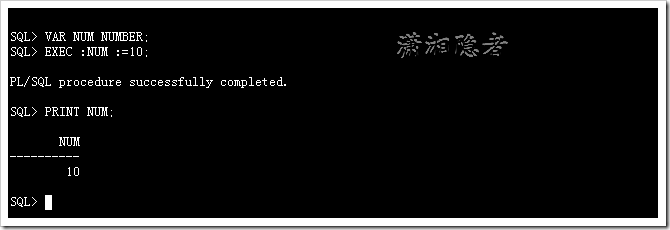 SQL> VAR NUM NUMBER;
SQL> EXEC :NUM :=10;
潇湘隐者
PL/SQL procedure successfully completed.
SQL> PRINT NUM;
NUM
----------
10
SQL>